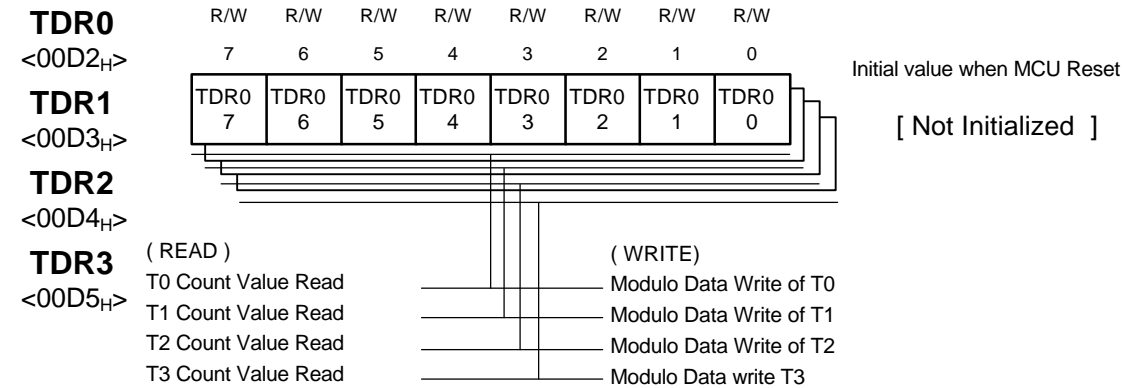 TDR0
<00D2H>
TDR1
<00D3H>
TDR2
<00D4H>
TDR3
<00D5H>
R/W R/W R/W R/W R/W R/W R/W R/W
7 6 5 4 3 2 1 0
TDR0 TDR0 TDR0 TDR0 TDR0 TDR0 TDR0 TDR0
7 6 5 4 3 2 1 0
Initial value when MCU Reset
[ Not Initialized ]
( READ )
T0 Count Value Read
T1 Count Value Read
T2 Count Value Read
T3 Count Value Read
( WRITE)
Modulo Data Write of T0
Modulo Data Write of T1
Modulo Data Write of T2
Modulo Data write T3